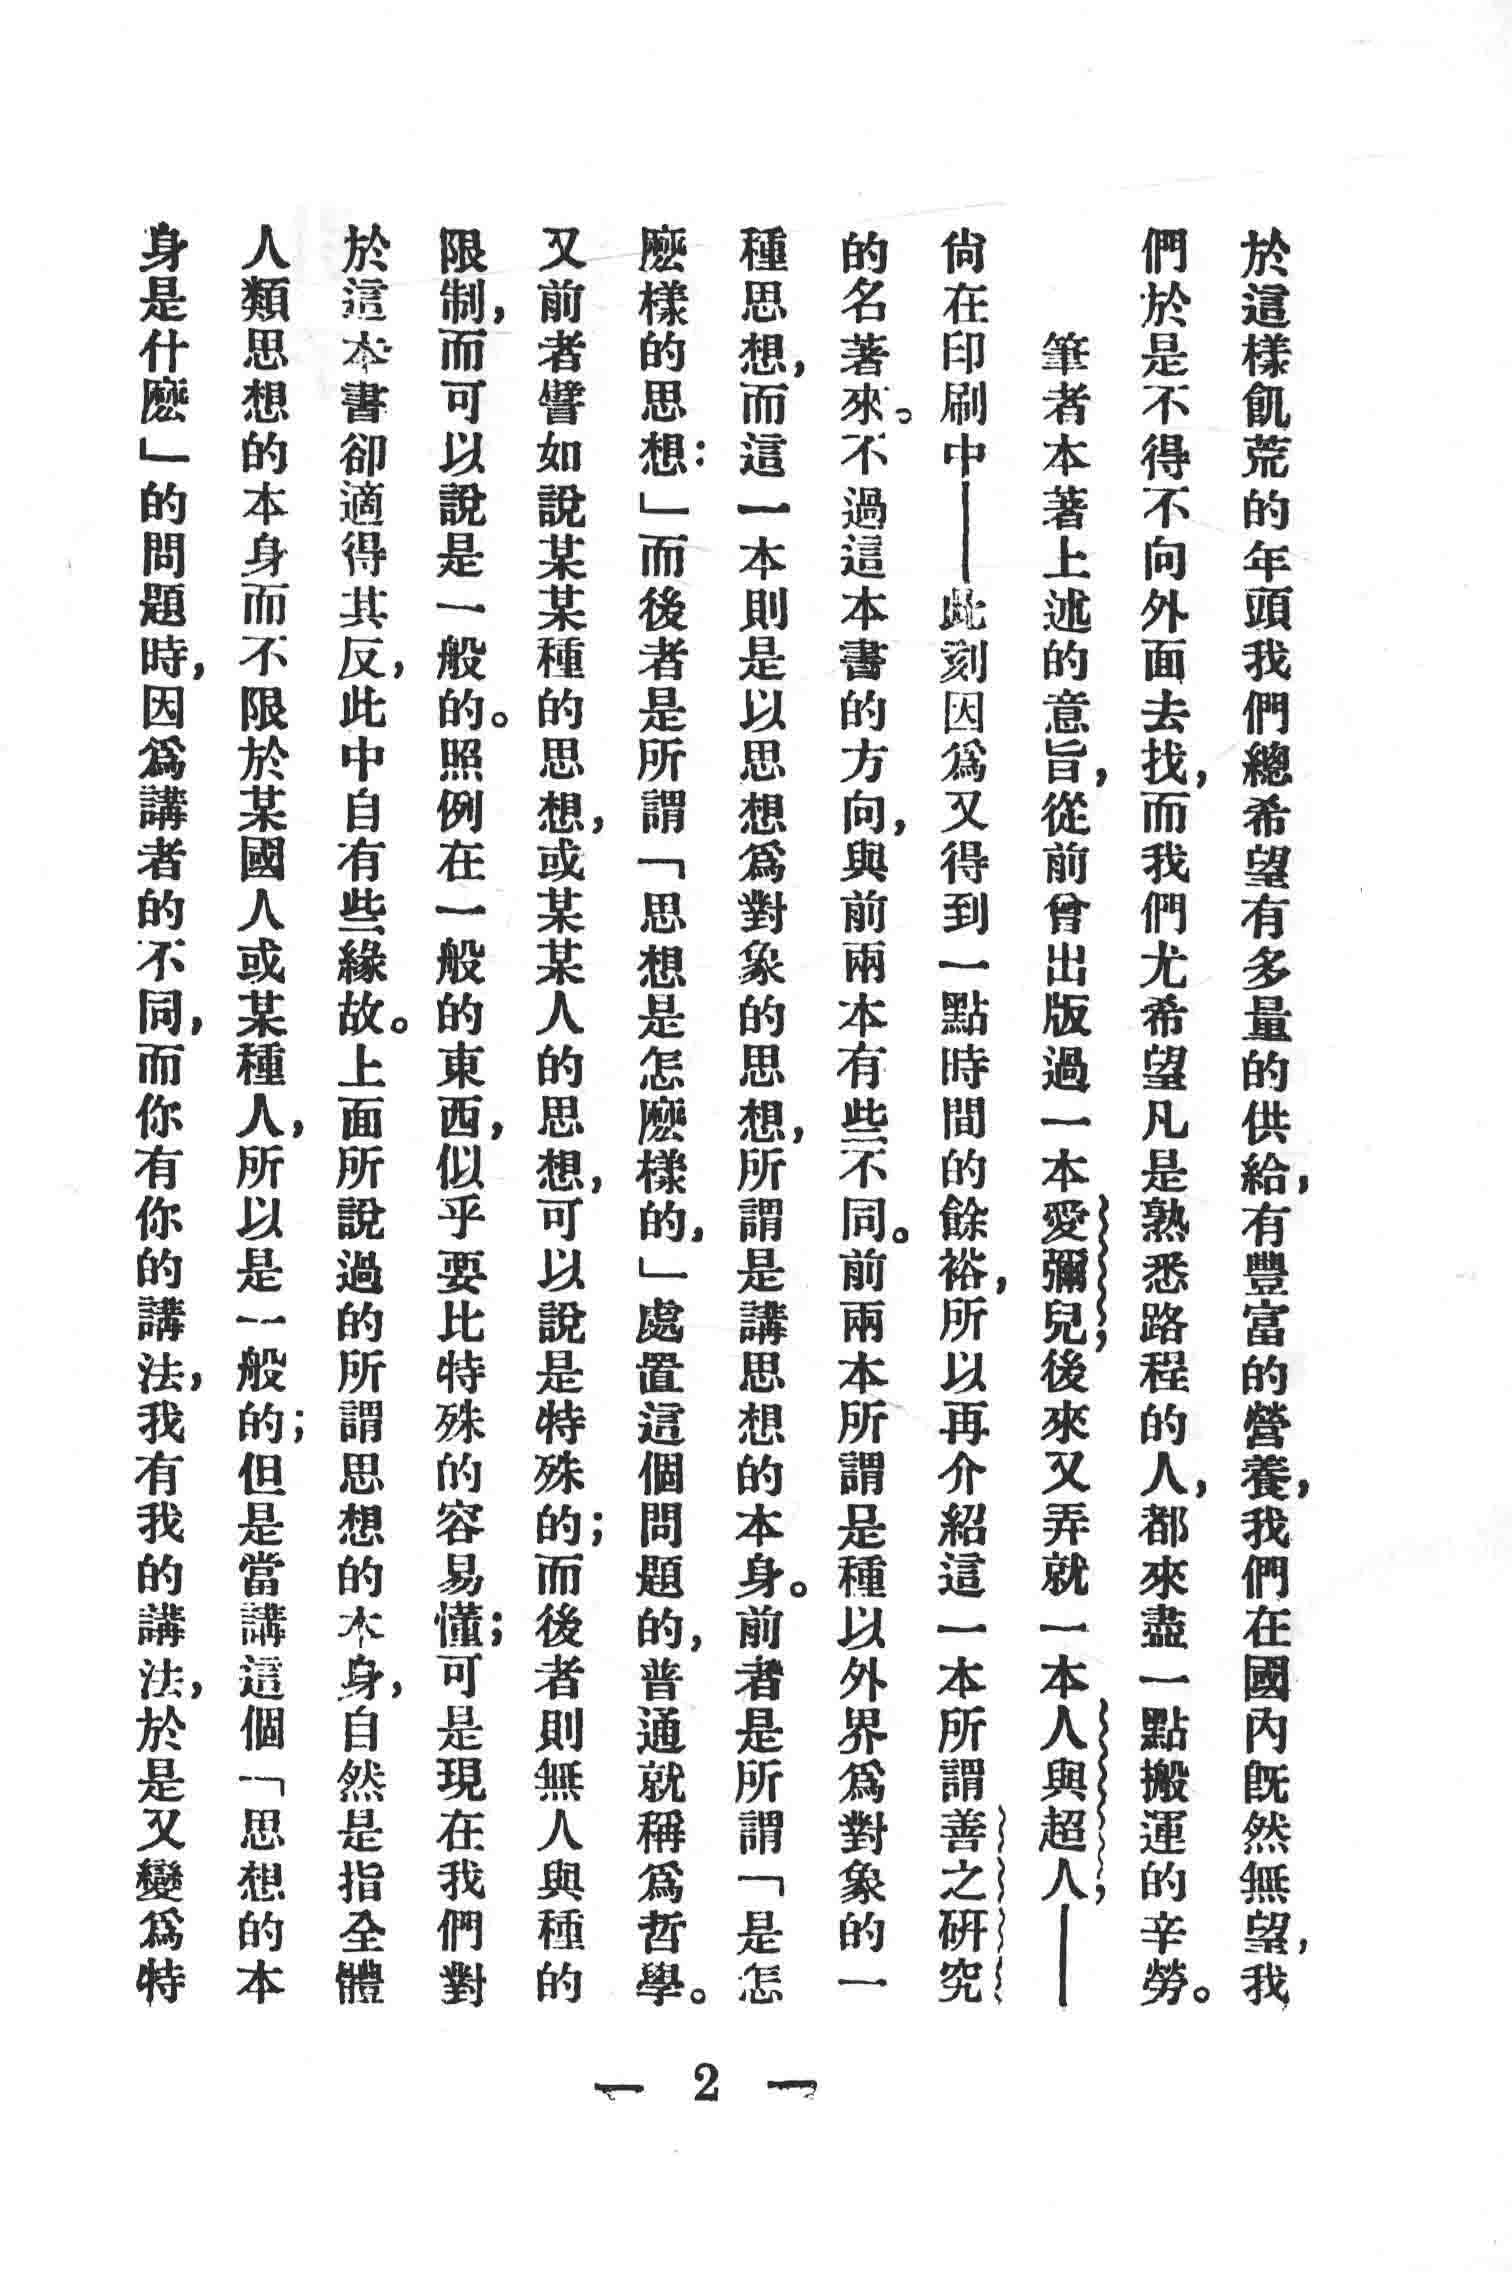 於這樣飢荒的年頭我們總希望有多量的供給，有豐富的營養，我們在國內既然無望，我
們於是不得不向外面去找，而我們尤希望凡是熟悉路程的人，都來盡一點搬運的辛勞。
筆者本著上述的意旨，從前曾出版過一本愛彌兒，後來又弄就一本人與超人，——
尙在印刷中——此刻因爲又得到一點時間的餘裕，所以再介紹這一本所謂善之研究
的名著來。不過這本書的方向，與前兩本有些不同。前兩本所謂是種以外界爲對象的一
種思想，而這一本則是以思想爲對象的思想，所謂是講思想的本身。前者是所謂「是怎
麼樣的思想：」而後者是所謂「思想是怎麼樣的，」處置這個問題的，普通就稱爲哲學。
又前者譬如說某某種的思想，或某某人的思想，可以說是特殊的；而後者則無人與種的
限制，而可以說是一般的。照例在一般的東西，似乎要比特殊的容易懂；可是現在我們對
於這本書卻適得其反，此中自有些緣故。上面所說過的所謂思想的本身，自然是指全體
人類思想的本身而不限於某國人或某種人，所以是一般的；但是當講這個「思想的本
身是什麼」的問題時，因爲講者的不同，而你有你的講法，我有我的講法，於是又變爲特
— 2 —